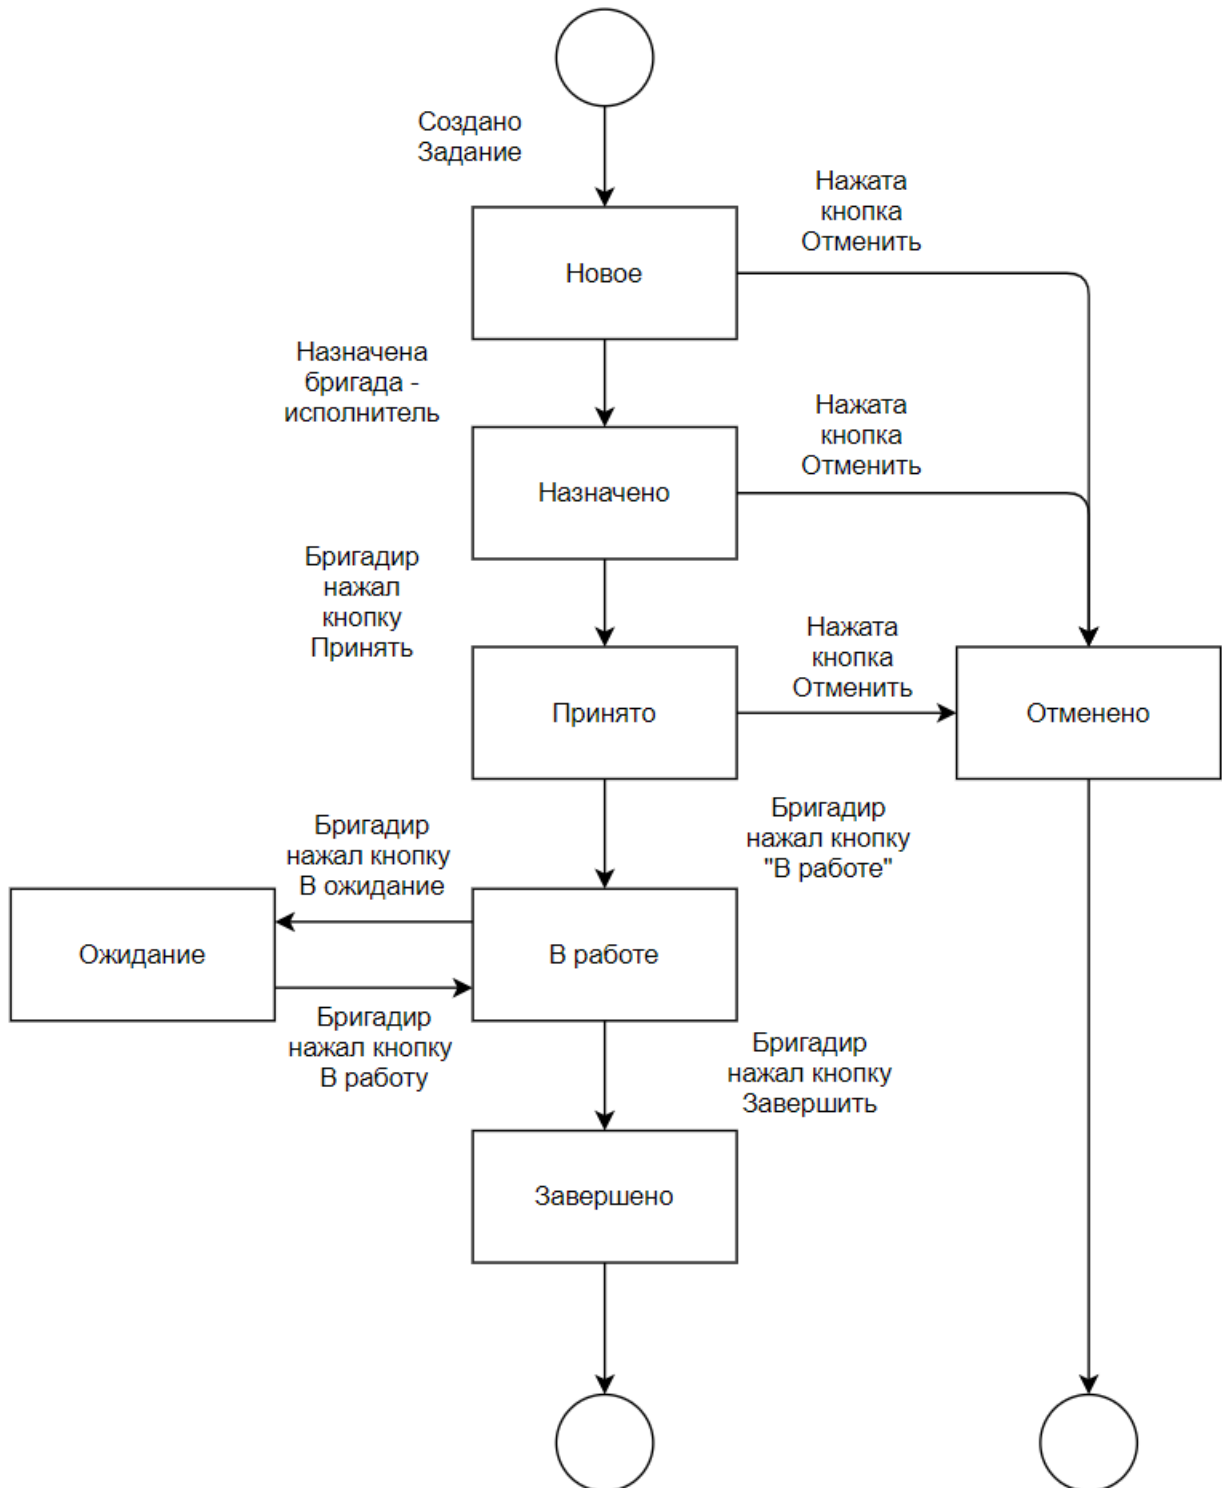 Создано
Задание
Нажата
кнопка
Отменить
Новое
Назначена
бригада -
исполнитель
Нажата
кнопка
Отменить
Назначено
Бригадир
нажал
кнопку
Принять
Нажата
кнопка
Отменить
Принято
Отменено
Бригадир
нажал кнопку
"В работе"
Бригадир
нажал кнопку
В ожидание
Ожидание
В работе
Бригадир
нажал кнопку
В работу
Бригадир
нажал кнопку
Завершить
Завершено